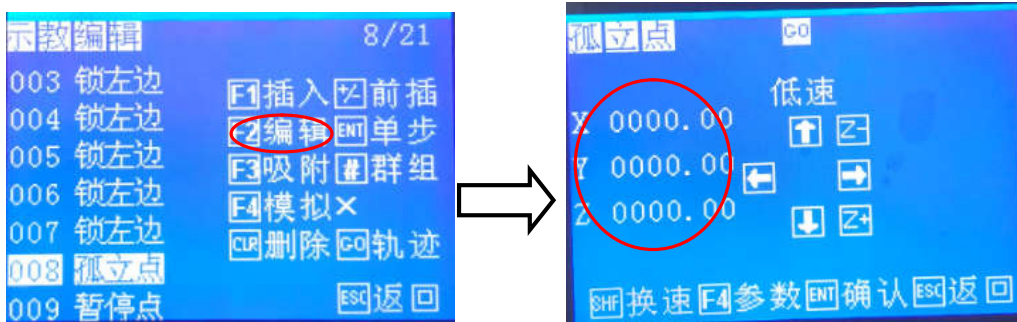 示教编辑 8/21
003 锁左边
004 锁左边
005 锁左边
006 锁左边
007 锁左边
008 孤立点
009 暂停点
F1插入 +/-前插
F2编辑 ENT单步
F3吸附 #群组
F4模拟×
CLR删除 GO轨迹
ESC返回
孤立点 GO
低速
X 0000.00
Y 0000.00
Z 0000.00
Z-
Z+
SHF换速 F4参数 ENT确认 ESC返回